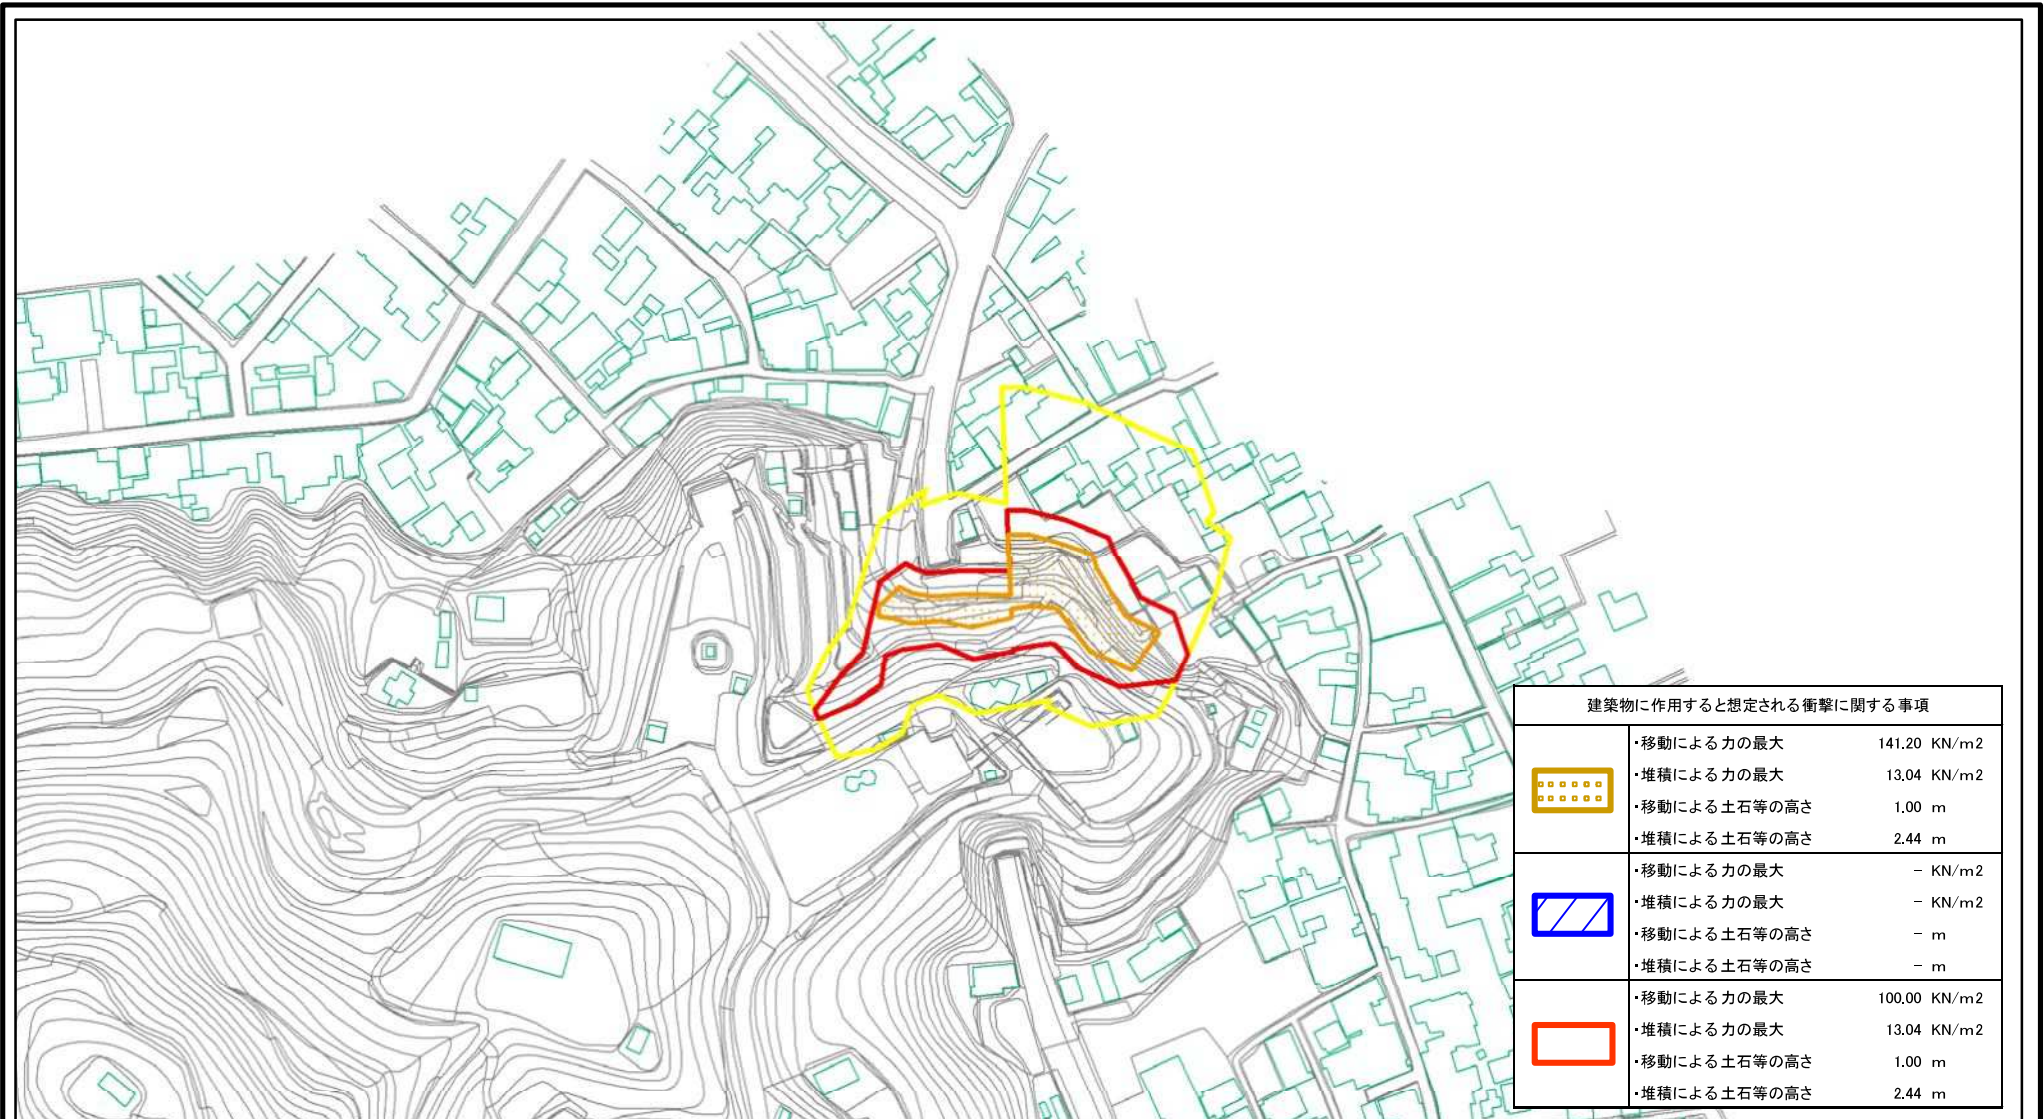 建築物に作用すると想定される衝撃に関する事項
・移動による力の最大 141.20 KN/m2
・堆積による力の最大 13.04 KN/m2
・移動による土石等の高さ 1.00 m
・堆積による土石等の高さ 2.44 m
・移動による力の最大 - KN/m2
・堆積による力の最大 - KN/m2
・移動による土石等の高さ - m
・堆積による土石等の高さ - m
・移動による力の最大 100.00 KN/m2
・堆積による力の最大 13.04 KN/m2
・移動による土石等の高さ 1.00 m
・堆積による土石等の高さ 2.44 m